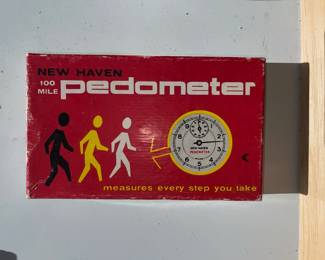 NEW HAVEN
100 MILE pedometer
NEW HAVEN
PEDOMETER
measures every step you take